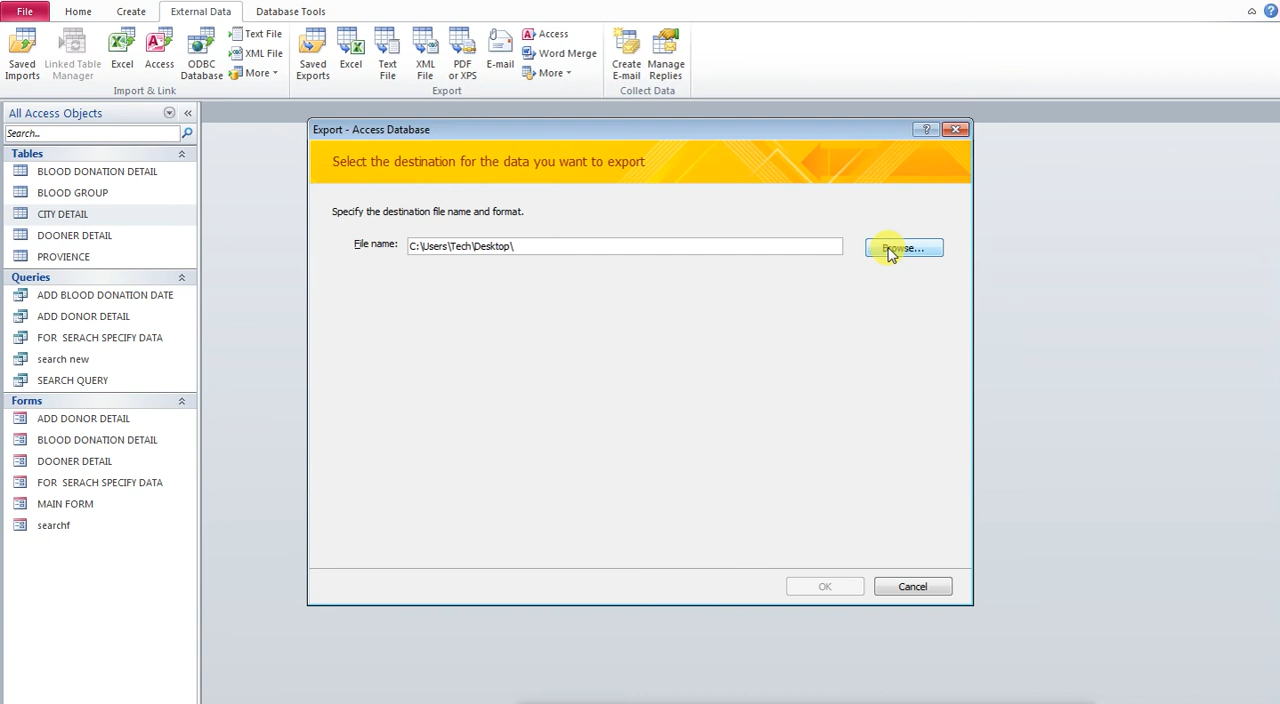 File Home Create External Data Database Tools
Saved Imports
Linked Table Manager
Excel
Access
ODBC Database
Text File
XML File
More
Import & Link
Saved Exports
Excel
Text File
XML File
PDF or XPS
E-mail
Access
Word Merge
More
Export
Create E-mail
Manage Replies
Collect Data
All Access Objects
Search..
Tables
BLOOD DONATION DETAIL
BLOOD GROUP
CITY DETAIL
DOONER DETAIL
PROVIENCE
Queries
ADD BLOOD DONATION DATE
ADD DONOR DETAIL
FOR SERACH SPECIFY DATA
search new
SEARCH QUERY
Forms
ADD DONOR DETAIL
BLOOD DONATION DETAIL
DOONER DETAIL
FOR SERACH SPECIFY DATA
MAIN FORM
searchf
Export - Access Database
Select the destination for the data you want to export
Specify the destination file name and format.
File name: C:\Users\Tech\Desktop\ Browse...
OK Cancel